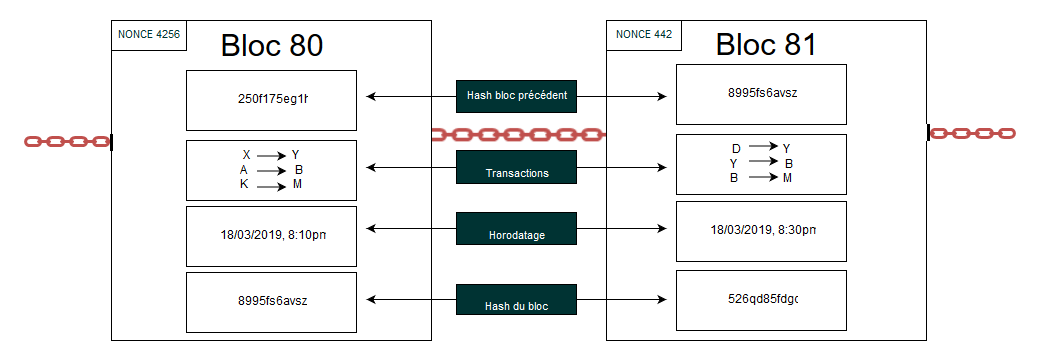 NONCE 4256
Bloc 80
250f175eg1h
X Y
A B
K M
18/03/2019, 8:10pm
8995fs6avsz
Hash bloc précédent
Transactions
Horodatage
Hash du bloc
NONCE 442
Bloc 81
8995fs6avsz
D Y
Y B
B M
18/03/2019, 8:30pm
526qd85fdgc